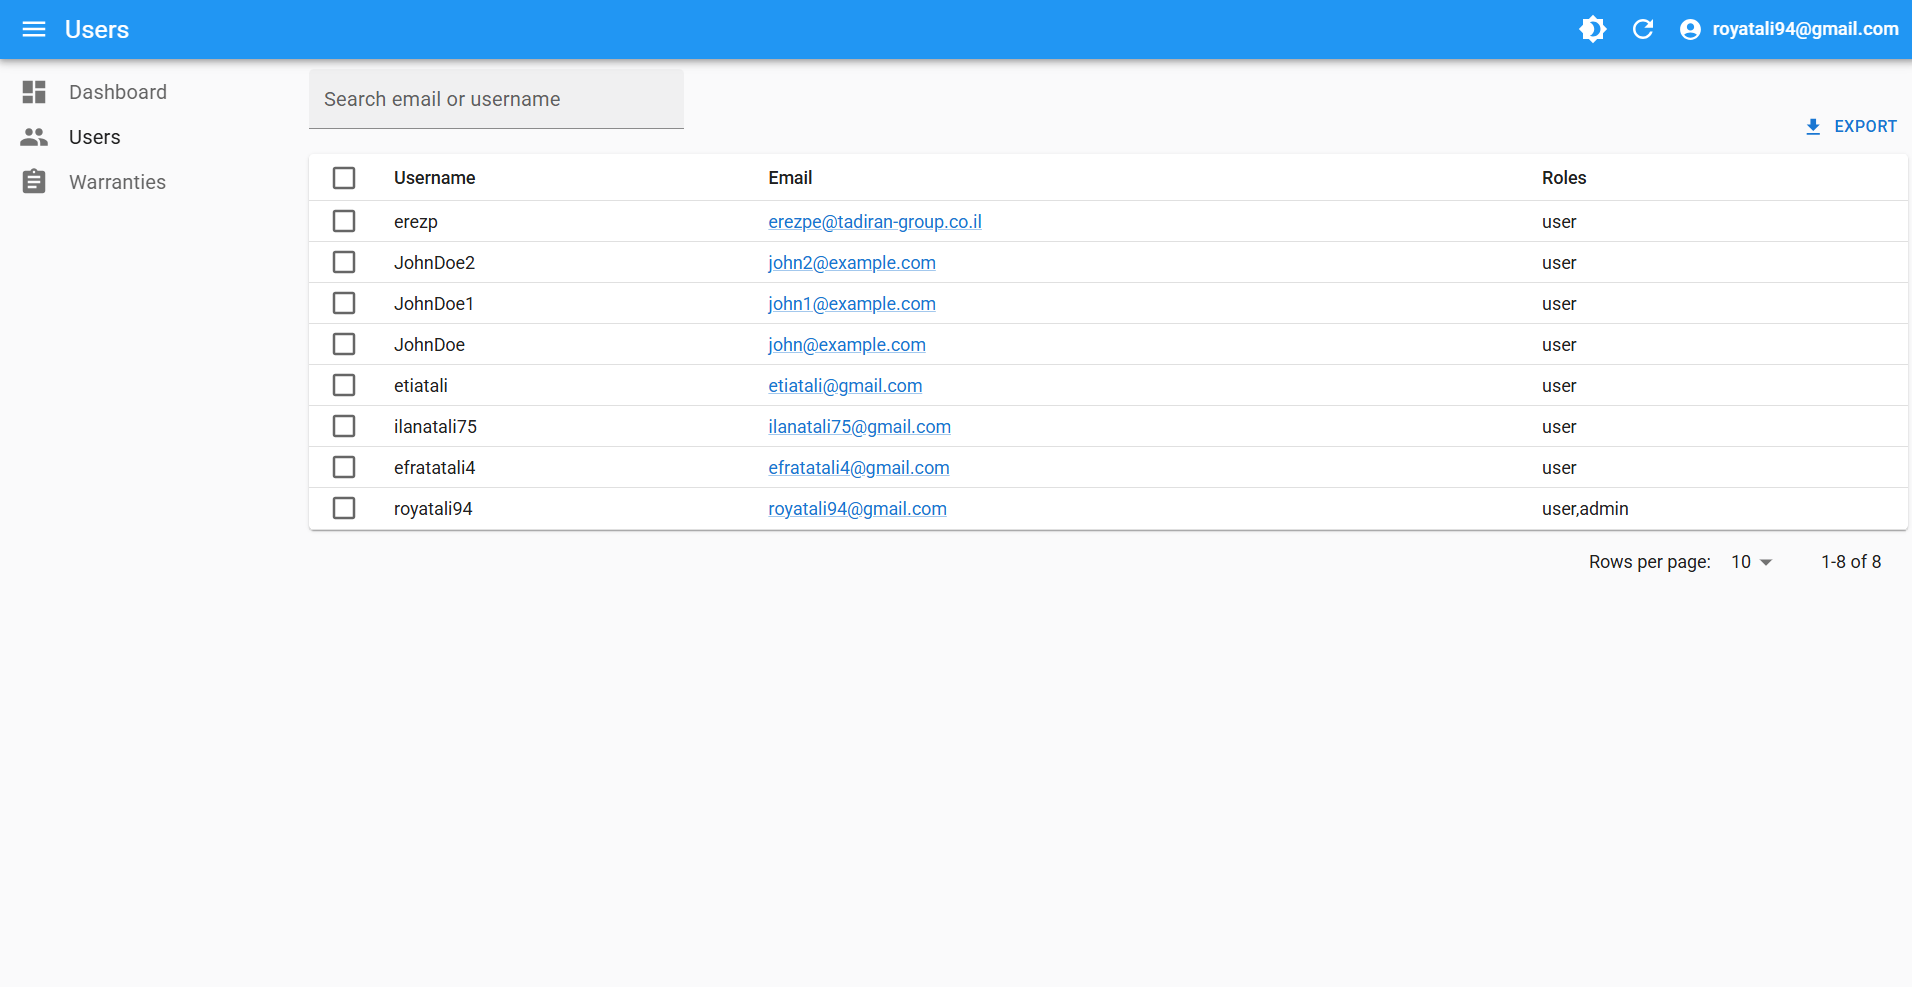 Users
royatali94@gmail.com
Dashboard
Users
Warranties
Search email or username
EXPORT
Username Email Roles
erezp erezpe@tadiran-group.co.il user
JohnDoe2 john2@example.com user
JohnDoe1 john1@example.com user
JohnDoe john@example.com user
etiatali etiatali@gmail.com user
ilanatali75 ilanatali75@gmail.com user
efratatali4 efratatali4@gmail.com user
royatali94 royatali94@gmail.com user,admin
Rows per page: 10 1-8 of 8